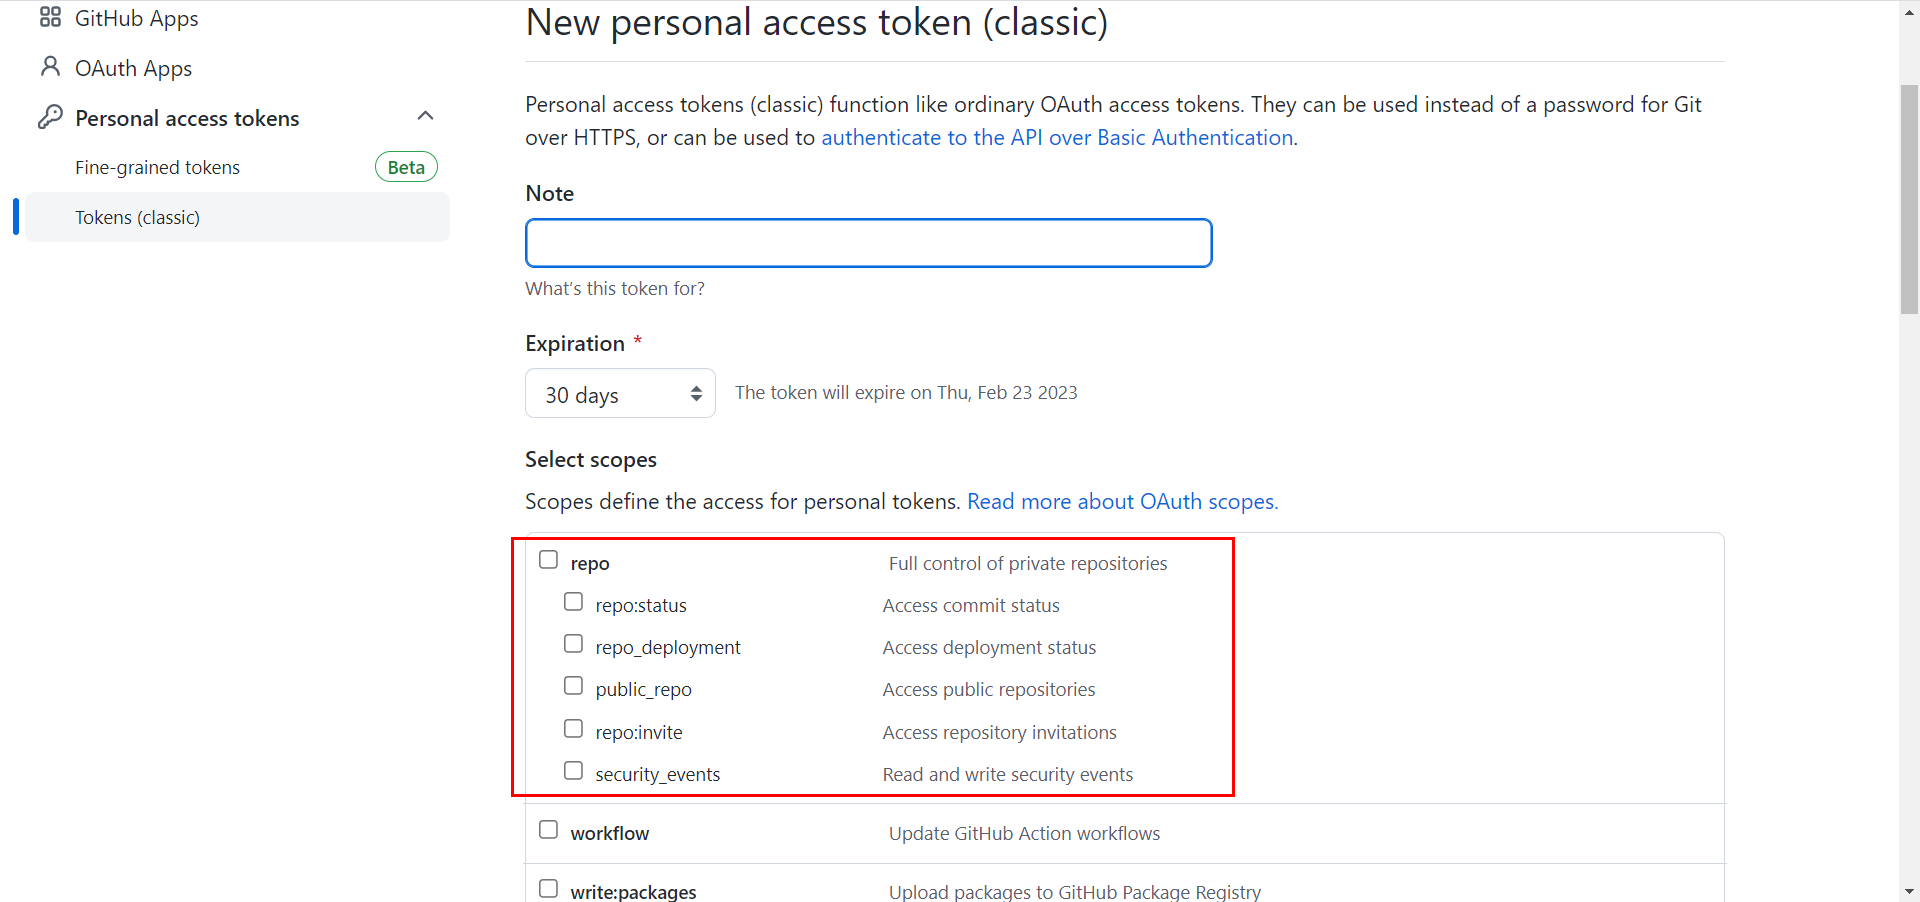 GitHub Apps
OAuth Apps
Personal access tokens
Fine-grained tokens Beta
Tokens (classic)
New personal access token (classic)
Personal access tokens (classic) function like ordinary OAuth access tokens. They can be used instead of a password for Git
over HTTPS, or can be used to authenticate to the API over Basic Authentication.
Note
What's this token for?
Expiration *
30 days The token will expire on Thu, Feb 23 2023
Select scopes
Scopes define the access for personal tokens. Read more about OAuth scopes.
repo Full control of private repositories
repo:status Access commit status
repo_deployment Access deployment status
public_repo Access public repositories
repo:invite Access repository invitations
security_events Read and write security events
workflow Update GitHub Action workflows
write:packages Upload packages to GitHub Package Registry